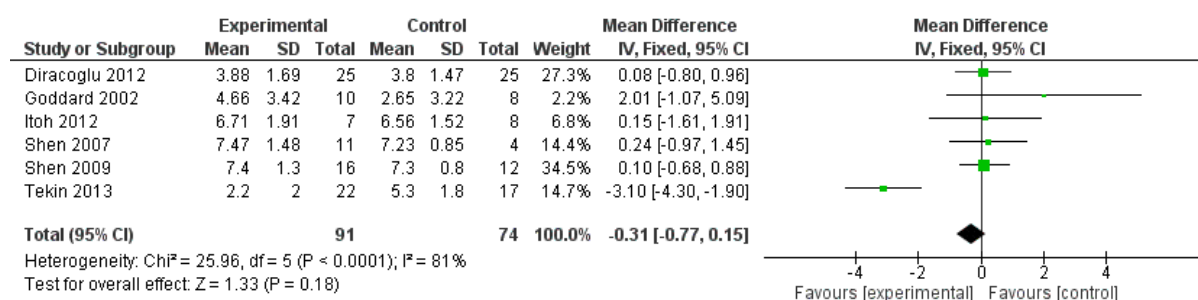 Experimental Control Mean Difference Mean Difference
Study or Subgroup Mean SD Total Mean SD Total Weight IV, Fixed, 95% CI IV, Fixed, 95% CI
Diracoglu 2012 3.88 1.69 25 3.8 1.47 25 27.3% 0.08 [-0.80, 0.96]
Goddard 2002 4.66 3.42 10 2.65 3.22 8 2.2% 2.01 [-1.07, 5.09]
Itoh 2012 6.71 1.91 7 6.56 1.52 8 6.8% 0.15 [-1.61, 1.91]
Shen 2007 7.47 1.48 11 7.23 0.85 4 14.4% 0.24 [-0.97, 1.45]
Shen 2009 7.4 1.3 16 7.3 0.8 12 34.5% 0.10 [-0.68, 0.88]
Tekin 2013 2.2 2 22 5.3 1.8 17 14.7% -3.10 [-4.30, -1.90]
Total (95% CI) 91 74 100.0% -0.31 [-0.77, 0.15]
Heterogeneity: Chi² = 25.96, df = 5 (P < 0.0001); I² = 81%
Test for overall effect: Z = 1.33 (P = 0.18)
-4 -2 0 2 4
Favours [experimental] Favours [control]